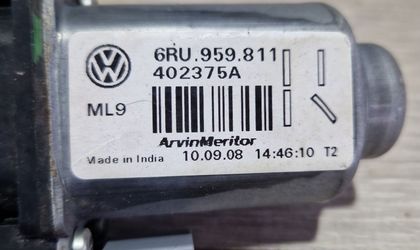 6RU.959.811
402375A
ML9
ArvinMeritor
Made in India 10.09.08 14:46:10 T2